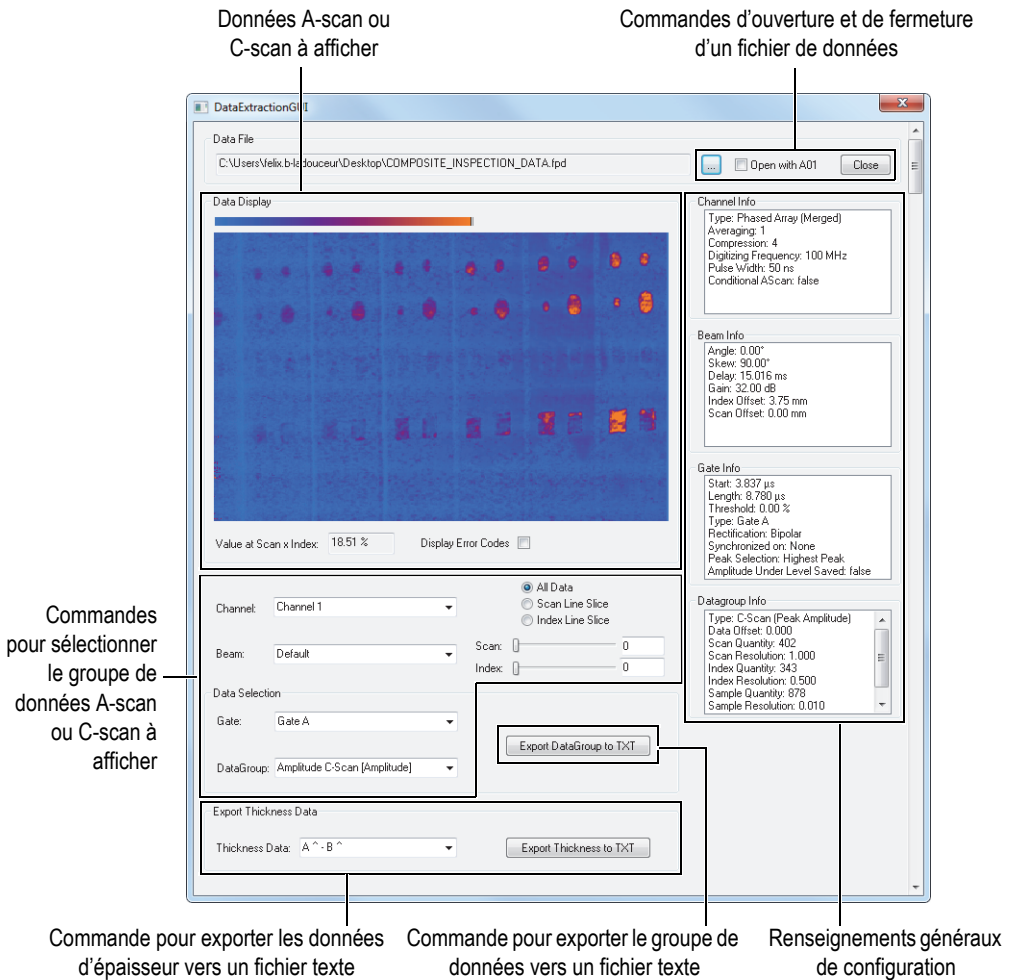 Données A-scan ou
C-scan à afficher
Commandes d'ouverture et de fermeture
d'un fichier de données
DataExtractionGUI
Data File
C:\Users\felix.b-ladouceur\Desktop\COMPOSITE_INSPECTION_DATA.fpd
... Open with A01 Close
Data Display
Value at Scan x Index: 18.51 % Display Error Codes
Channel Info
Type: Phased Array (Merged)
Averaging: 1
Compression: 4
Digitizing Frequency: 100 MHz
Pulse Width: 50 ns
Conditional AScan: false
Beam Info
Angle: 0.00°
Skew: 90.00°
Delay: 15.016 ms
Gain: 32.00 dB
Index Offset: 3.75 mm
Scan Offset: 0.00 mm
Gate Info
Start: 3.837 µs
Length: 8.780 µs
Threshold: 0.00 %
Type: Gate A
Rectification: Bipolar
Synchronized on: None
Peak Selection: Highest Peak
Amplitude Under Level Saved: false
Datagroup Info
Type: C-Scan (Peak Amplitude)
Data Offset: 0.000
Scan Quantity: 402
Scan Resolution: 1.000
Index Quantity: 343
Index Resolution: 0.500
Sample Quantity: 878
Sample Resolution: 0.010
Commandes
pour sélectionner
le groupe de
données A-scan
ou C-scan à
afficher
Channel: Channel 1
Beam: Default
All Data
Scan Line Slice
Index Line Slice
Scan: 0
Index: 0
Data Selection
Gate: Gate A
DataGroup: Amplitude C-Scan [Amplitude]
Export DataGroup to TXT
Export Thickness Data
Thickness Data: A ^ - B ^
Export Thickness to TXT
Commande pour exporter les données
d'épaisseur vers un fichier texte
Commande pour exporter le groupe de
données vers un fichier texte
Renseignements généraux
de configuration